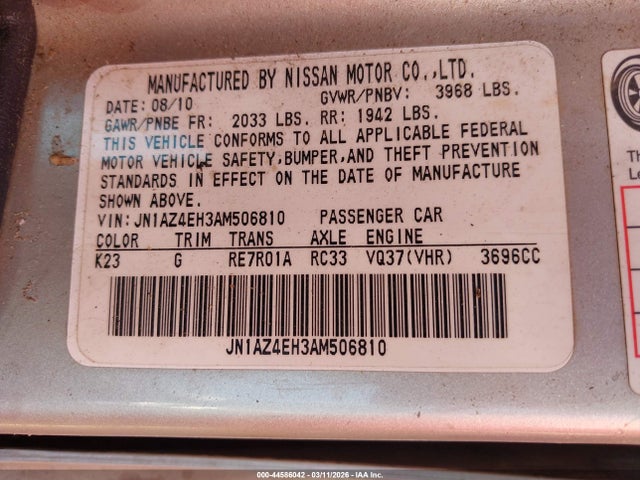 MANUFACTURED BY NISSAN MOTOR CO.,LTD.
DATE: 08/10 GVWR/PNBV: 3968 LBS.
GAWR/PNBE FR: 2033 LBS. RR: 1942 LBS.
THIS VEHICLE CONFORMS TO ALL APPLICABLE FEDERAL
MOTOR VEHICLE SAFETY,BUMPER,AND THEFT PREVENTION
STANDARDS IN EFFECT ON THE DATE OF MANUFACTURE
SHOWN ABOVE.
VIN: JN1AZ4EH3AM506810 PASSENGER CAR
COLOR TRIM TRANS AXLE ENGINE
K23 G RE7R01A RC33 VQ37(VHR) 3696CC
JN1AZ4EH3AM506810
000-44586042 - 03/11/2026 - IAA Inc.